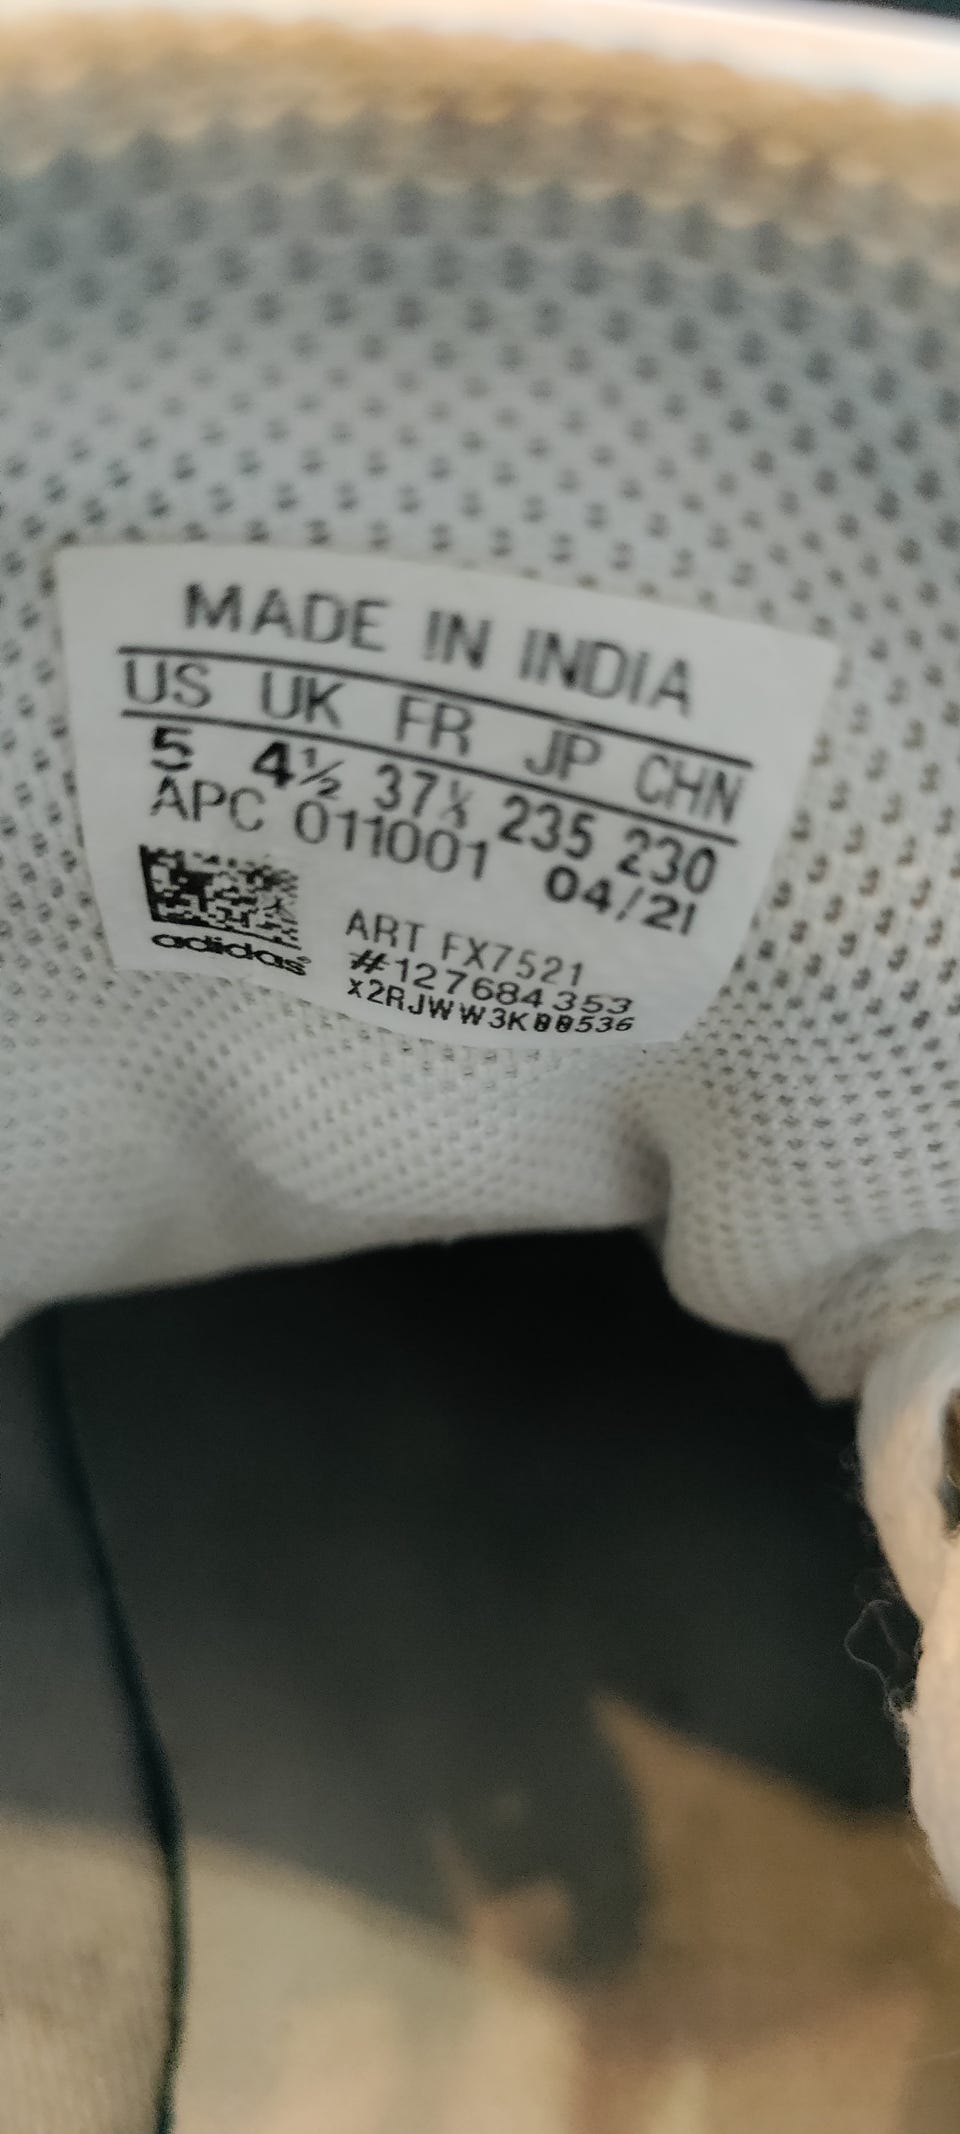 MADE IN INDIA
US UK FR JP CHN
5 4½ 37⅓ 235 230
APC 011001 04/21
ART FX7521
#127684353
adidas